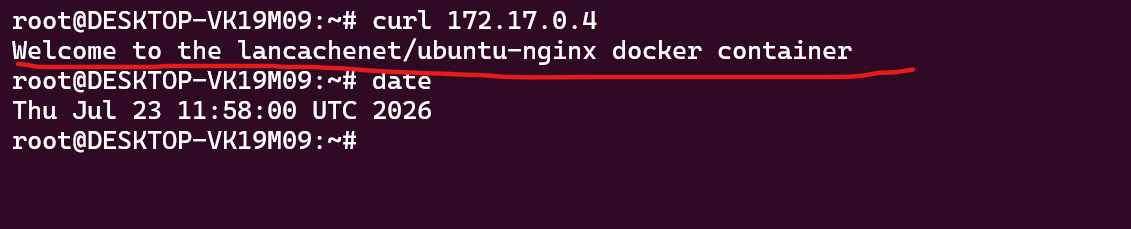 root@DESKTOP-VK19M09:~# curl 172.17.0.4
Welcome to the lancachenet/ubuntu-nginx docker container
root@DESKTOP-VK19M09:~# date
Thu Jul 23 11:58:00 UTC 2026
root@DESKTOP-VK19M09:~#